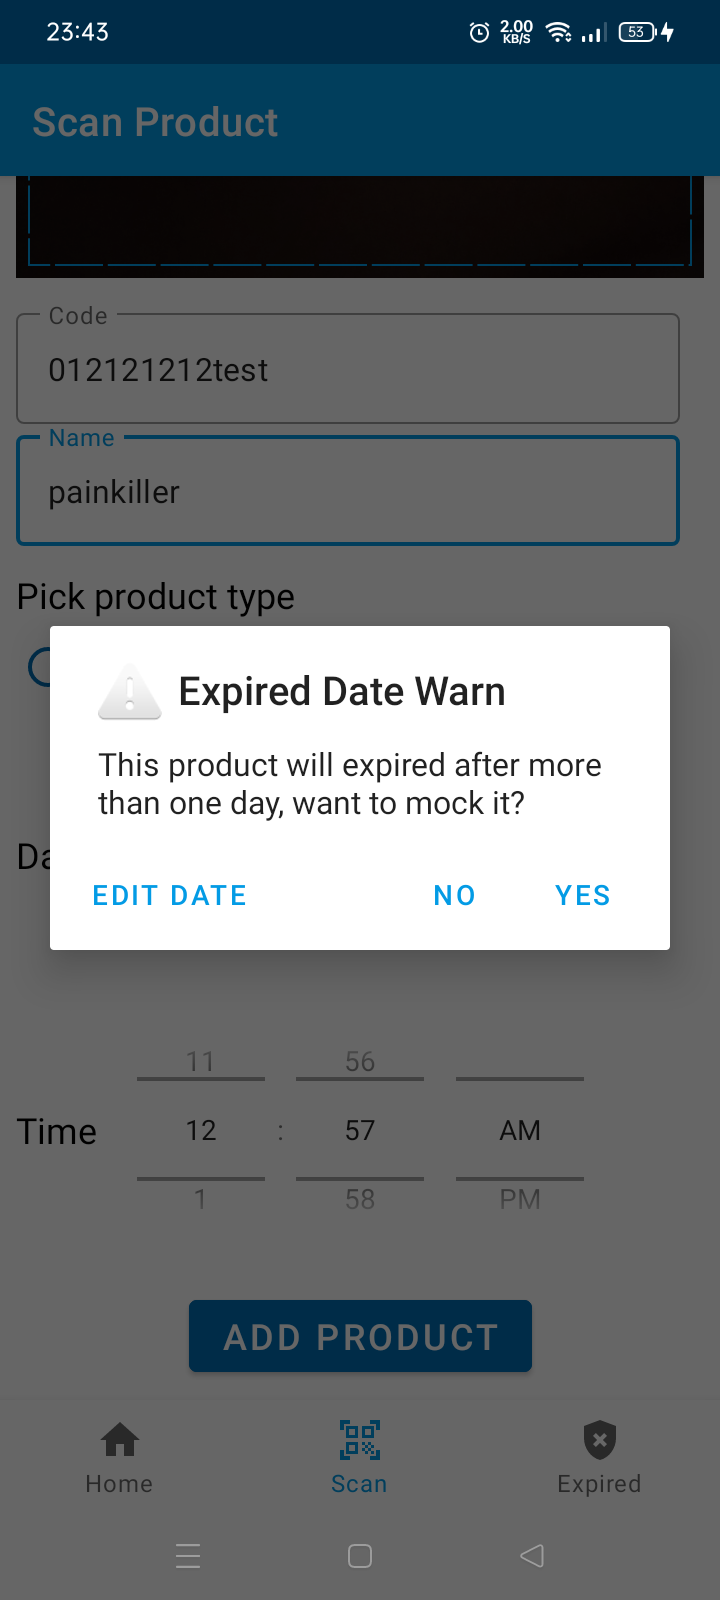 23:43
2.00
KB/S
53
Scan Product
Code
012121212test
Name
painkiller
Pick product type
Expired Date Warn
This product will expired after more
than one day, want to mock it?
EDIT DATE
NO
YES
11 56
Time 12 : 57 AM
1 58 PM
ADD PRODUCT
Home Scan Expired